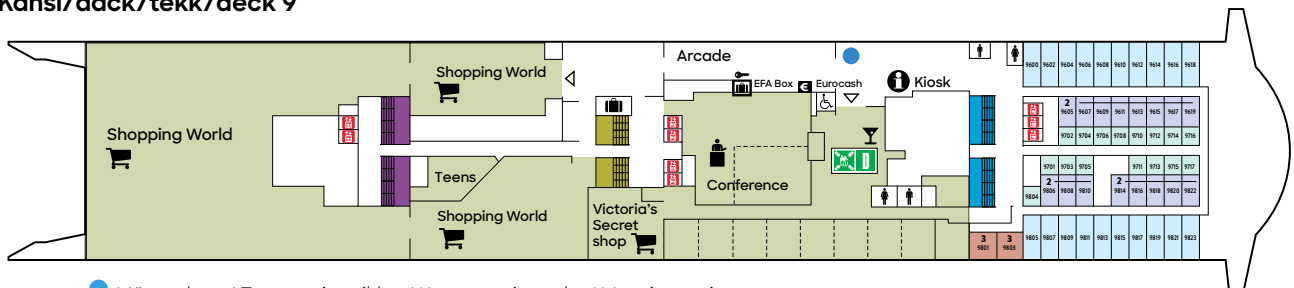 Kansi/däck/tekk/deck 9
Arcade
Shopping World
EFA Box
Eurocash
Kiosk
9600 9602 9604 9606 9608 9610 9612 9614 9616 9618
Shopping World
2
9605 9607 9609 9611 9613 9615 9617 9619
9702 9704 9706 9708 9710 9712 9714 9716
D
Teens
Conference
9701 9703 9705 9711 9713 9715 9717
2 2
9804 9806 9808 9810 9814 9816 9818 9820 9822
Shopping World
Victoria's
Secret
shop
3 3
9801 9803
9805 9807 9809 9811 9813 9815 9817 9819 9821 9823